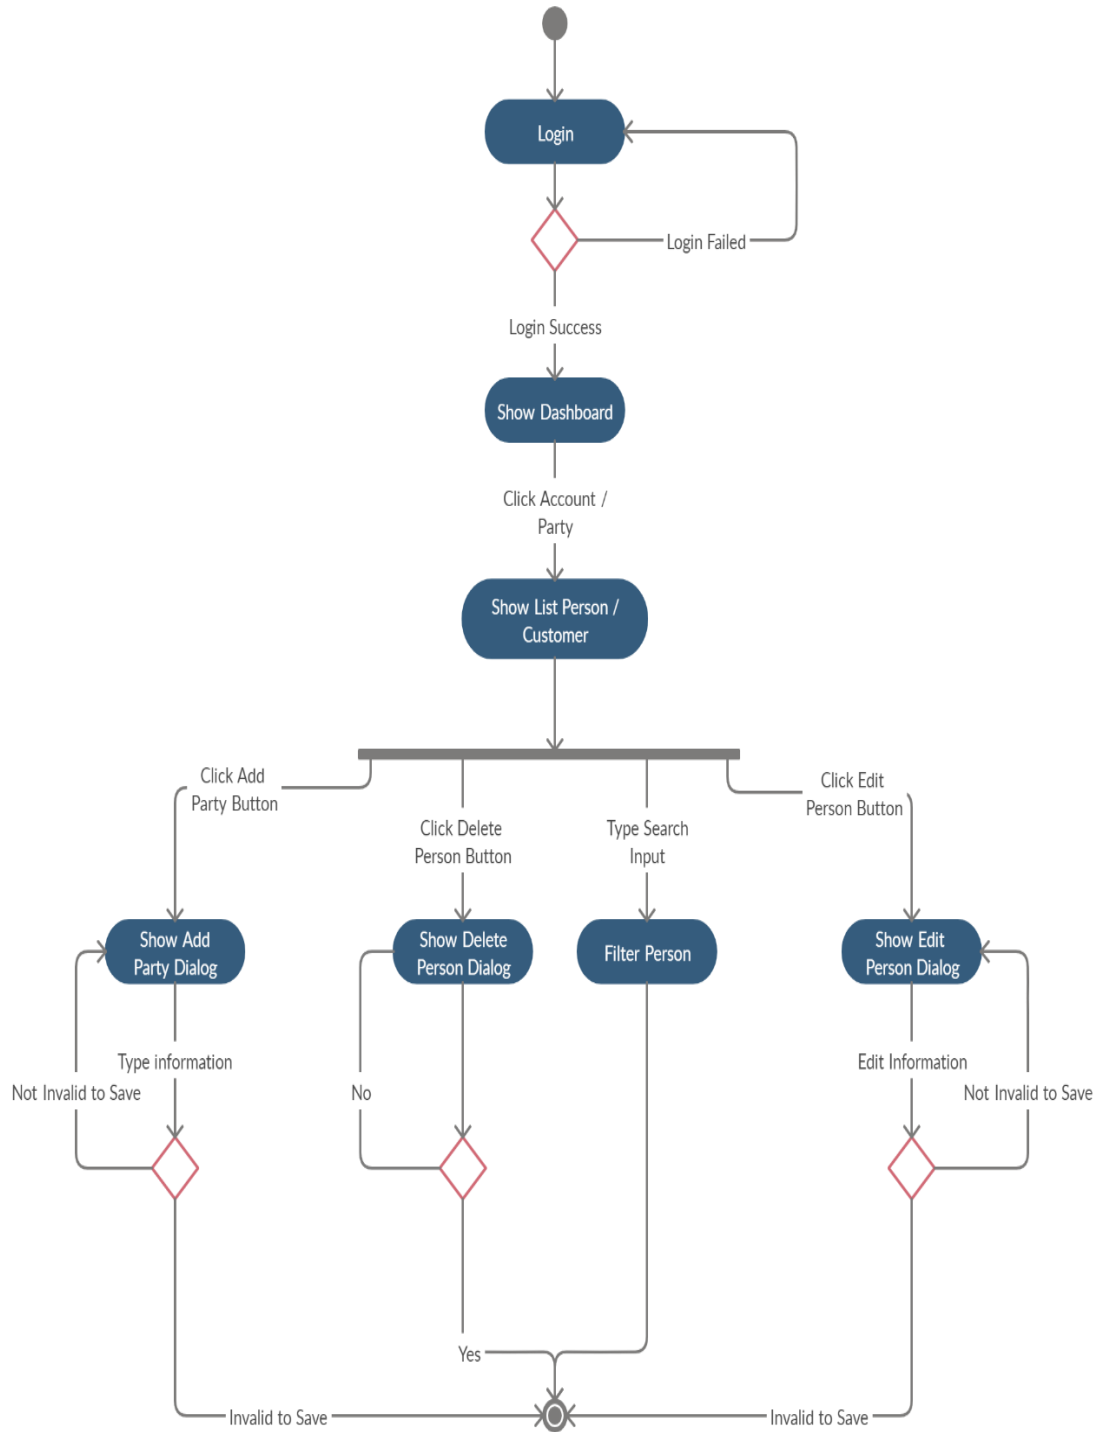 Login
Login Failed
Login Success
Show Dashboard
Click Account /
Party
Show List Person /
Customer
Click Add
Party Button
Click Delete
Person Button
Type Search
Input
Click Edit
Person Button
Show Add
Party Dialog
Show Delete
Person Dialog
Filter Person
Show Edit
Person Dialog
Type information
Not Invalid to Save
No
Edit Information
Not Invalid to Save
Yes
Invalid to Save
Invalid to Save